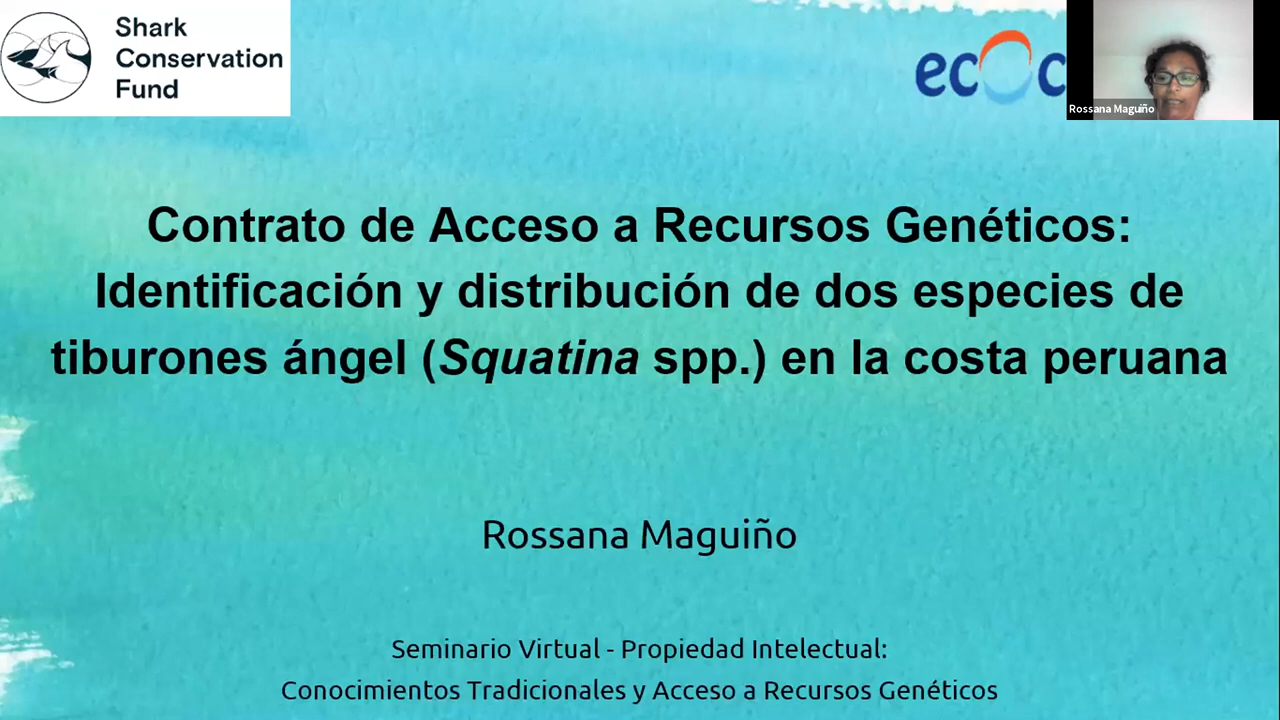 Shark
Conservation
Fund
ecoc
Rossana Maguiño
Contrato de Acceso a Recursos Genéticos:
Identificación y distribución de dos especies de
tiburones ángel (Squatina spp.) en la costa peruana
Rossana Maguiño
Seminario Virtual - Propiedad Intelectual:
Conocimientos Tradicionales y Acceso a Recursos Genéticos